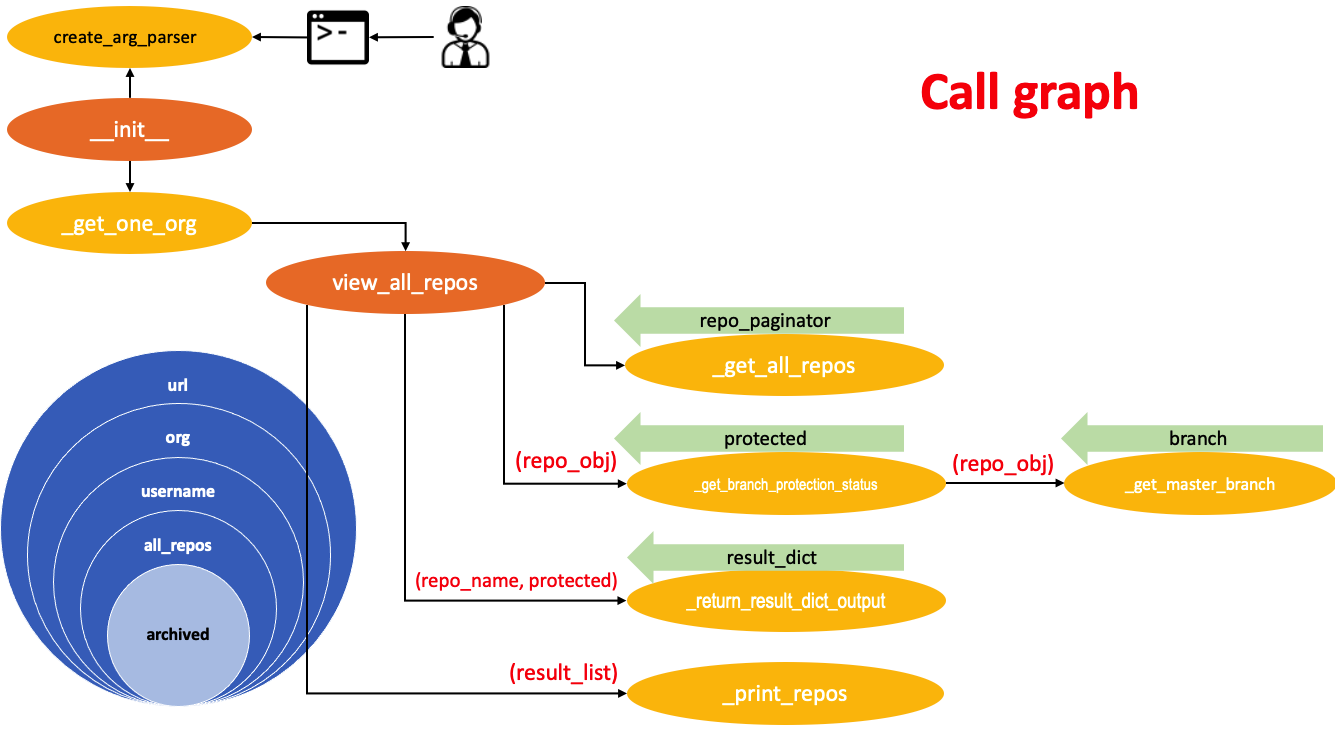 create_arg_parser
>-
Call graph
__init__
_get_one_org
view_all_repos
repo_paginator
_get_all_repos
url
org
username
all_repos
archived
protected
(repo_obj)
_get_branch_protection_status
branch
(repo_obj)
_get_master_branch
result_dict
(repo_name, protected)
_return_result_dict_output
(result_list)
_print_repos